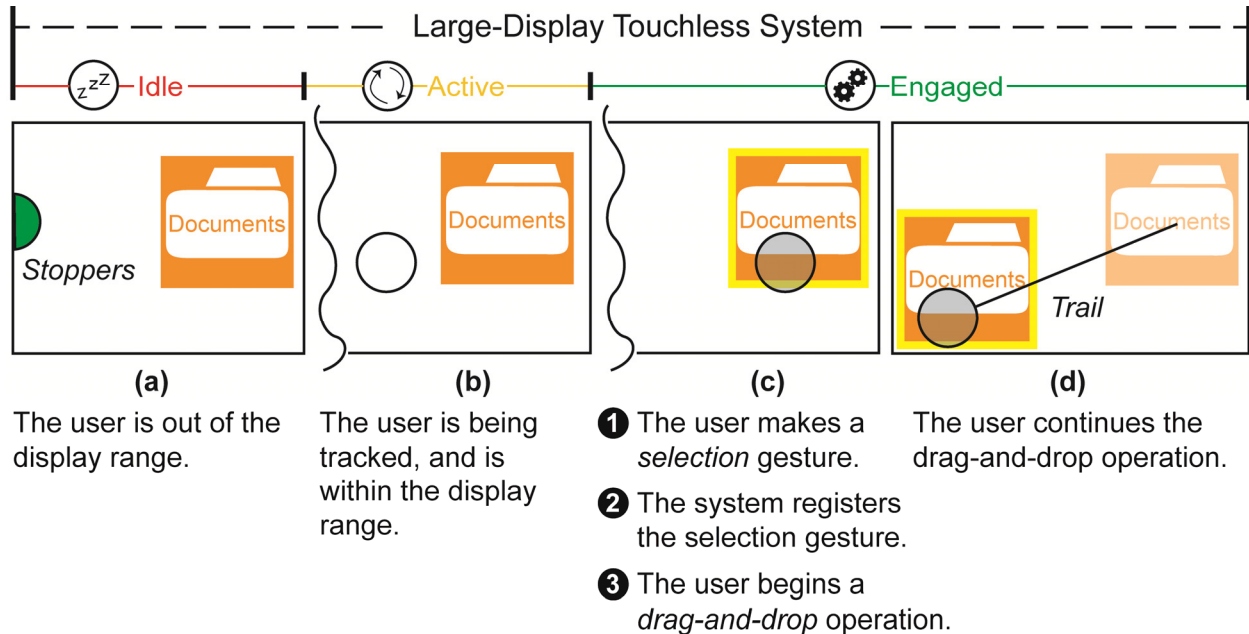 Large-Display Touchless System
zzZ Idle
Active
Engaged
Documents
Stoppers
Documents
Documents
Documents
Documents
Trail
(a)
(b)
(c)
(d)
The user is out of the
display range.
The user is being
tracked, and is
within the display
range.
1 The user makes a
selection gesture.
2 The system registers
the selection gesture.
3 The user begins a
drag-and-drop operation.
The user continues the
drag-and-drop operation.